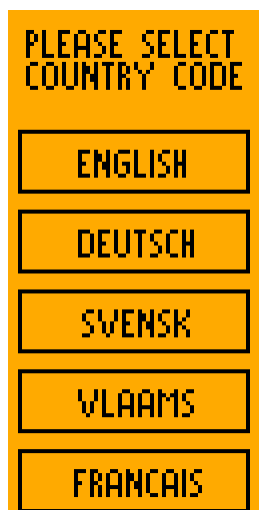 PLEASE SELECT
COUNTRY CODE
ENGLISH
DEUTSCH
SVENSK
VLAAMS
FRANCAIS